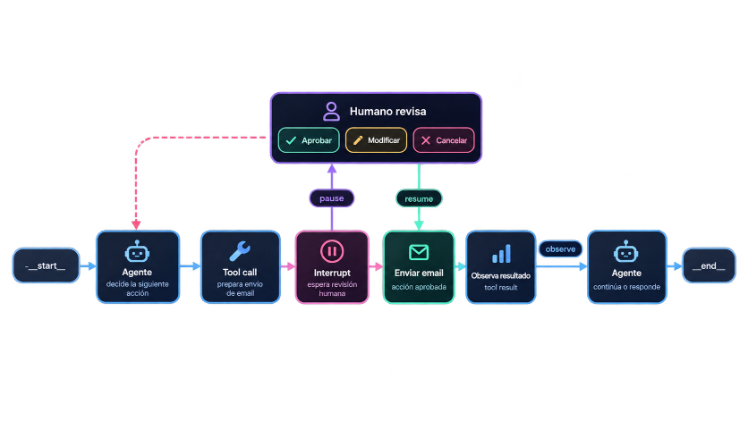 Humano revisa
Aprobar
Modificar
Cancelar
pause
resume
-__start__
Agente
decide la siguiente
acción
Tool call
prepara envío
de email
Interrupt
espera revisión
humana
Enviar email
acción aprobada
Observa resultado
tool result
observe
Agente
continúa o responde
__end__